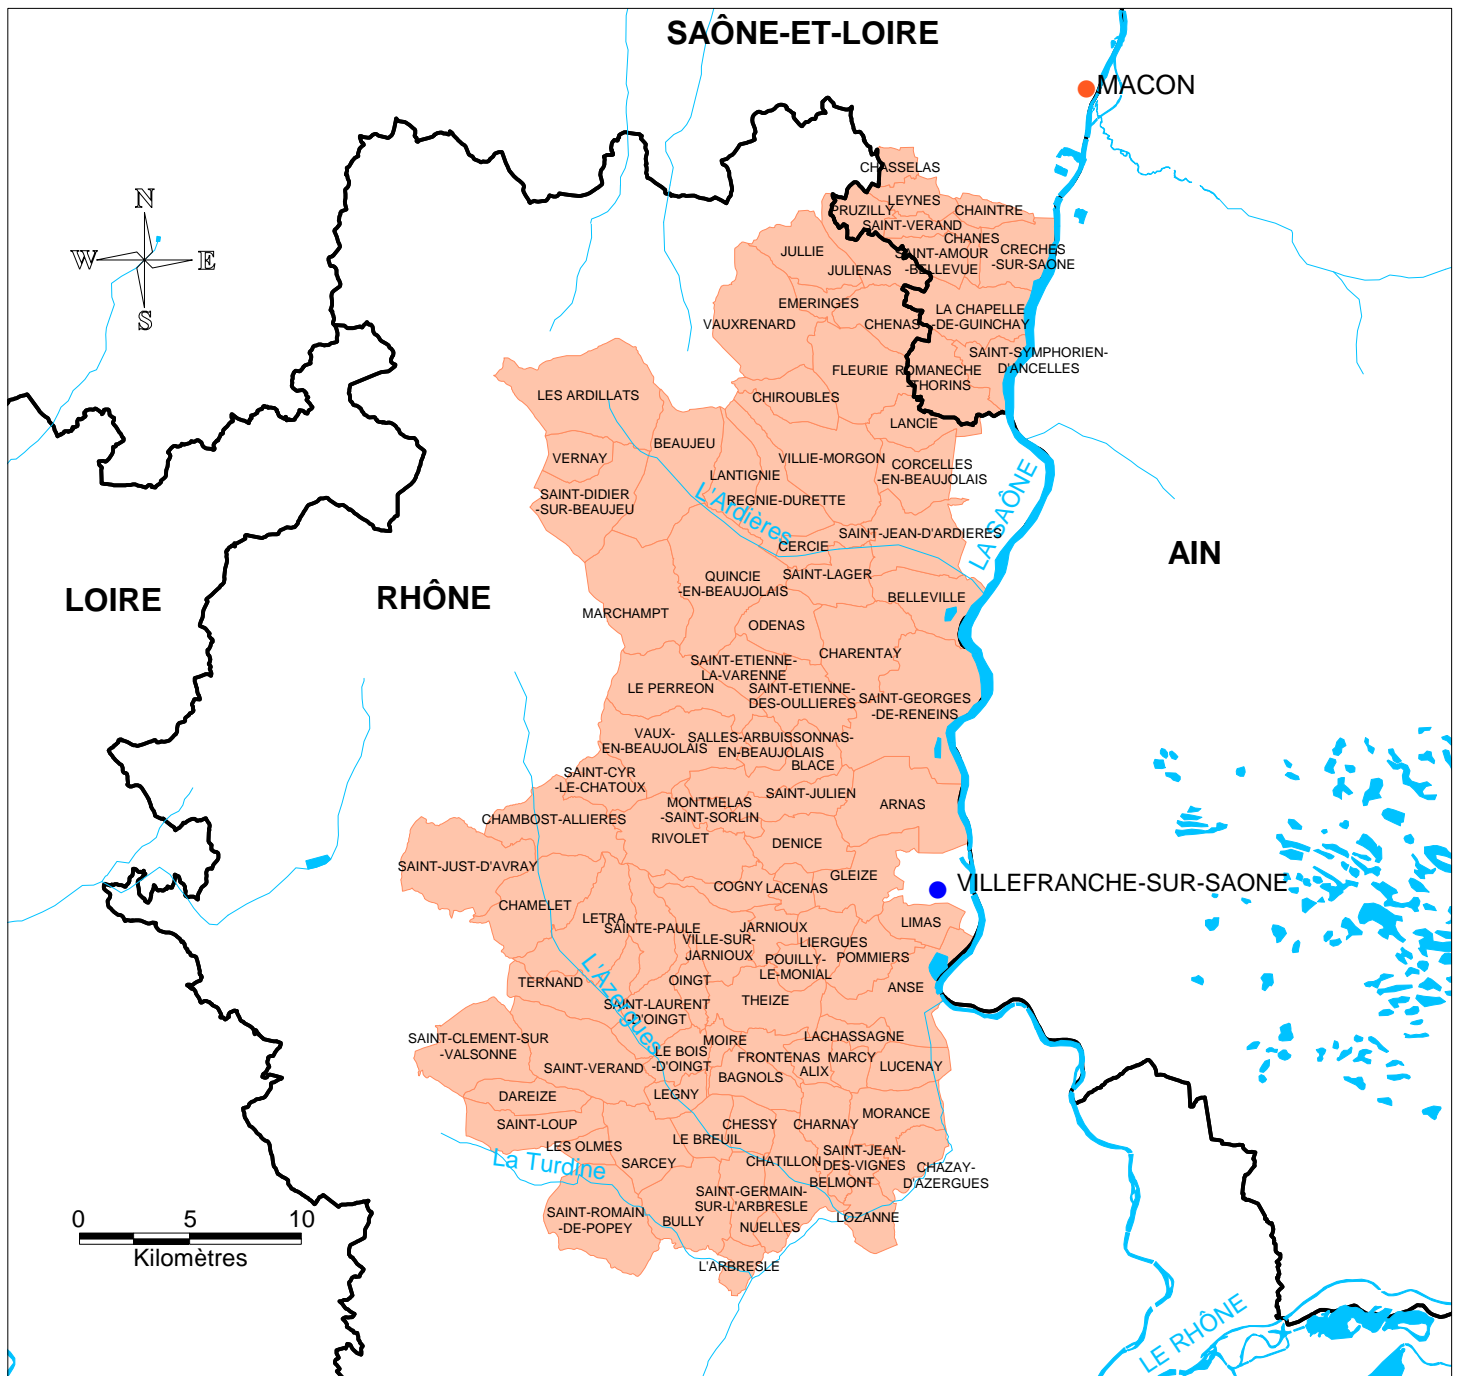 SAÔNE-ET-LOIRE
MACON
CHASSELAS
LEYNES
PRUZILLY
CHAINTRE
SAINT-VERAND
CHANES
JULLIE
SAINT-AMOUR
-BELLEVUE
CRECHES
-SUR-SAONE
JULIENAS
N
W
E
S
EMERINGES
LA CHAPELLE
-DE-GUINCHAY
VAUXRENARD
CHENAS
SAINT-SYMPHORIEN-
D'ANCELLES
FLEURIE
ROMANECHE
-THORINS
LES ARDILLATS
CHIROUBLES
LANCIE
BEAUJEU
VERNAY
VILLIE-MORGON
CORCELLES
-EN-BEAUJOLAIS
LANTIGNIE
SAINT-DIDIER
-SUR-BEAUJEU
REGNIE-DURETTE
L'Ardières
LA SAÔNE
SAINT-JEAN-D'ARDIERES
CERCIE
AIN
QUINCIE
-EN-BEAUJOLAIS
SAINT-LAGER
LOIRE
RHÔNE
BELLEVILLE
MARCHAMPT
ODENAS
CHARENTAY
SAINT-ETIENNE-
LA-VARENNE
LE PERREON
SAINT-ETIENNE-
DES-OULLIERES
SAINT-GEORGES
-DE-RENEINS
VAUX-
EN-BEAUJOLAIS
SALLES-ARBUISSONNAS-
EN-BEAUJOLAIS
BLACE
SAINT-CYR
-LE-CHATOUX
SAINT-JULIEN
MONTMELAS
-SAINT-SORLIN
ARNAS
CHAMBOST-ALLIERES
RIVOLET
DENICE
SAINT-JUST-D'AVRAY
GLEIZE
COGNY
LACENAS
VILLEFRANCHE-SUR-SAONE
CHAMELET
LETRA
SAINTE-PAULE
JARNIOUX
LIMAS
VILLE-SUR-
JARNIOUX
LIERGUES
POUILLY-
LE-MONIAL
POMMIERS
TERNAND
L'Azergues
OINGT
ANSE
SAINT-LAURENT
-D'OINGT
THEIZE
SAINT-CLEMENT-SUR
-VALSONNE
MOIRE
LACHASSAGNE
LE BOIS
-D'OINGT
FRONTENAS
MARCY
SAINT-VERAND
BAGNOLS
ALIX
LUCENAY
DAREIZE
LEGNY
MORANCE
SAINT-LOUP
CHESSY
CHARNAY
LES OLMES
LE BREUIL
La Turdine
SARCEY
CHATILLON
SAINT-JEAN-
DES-VIGNES
CHAZAY-
D'AZERGUES
BELMONT
SAINT-GERMAIN-
SUR-L'ARBRESLE
SAINT-ROMAIN
-DE-POPEY
BULLY
NUELLES
LOZANNE
0 5 10
Kilomètres
L'ARBRESLE
LE RHÔNE